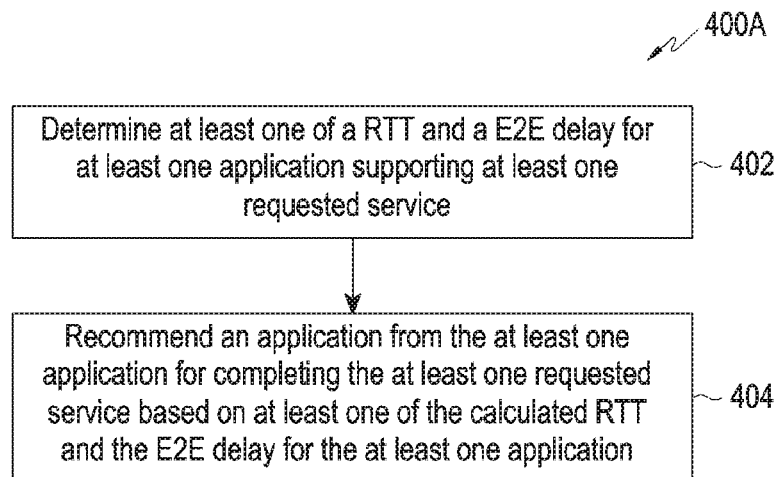 400A
Determine at least one of a RTT and a E2E delay for
at least one application supporting at least one
requested service
402
Recommend an application from the at least one
application for completing the at least one requested
service based on at least one of the calculated RTT
and the E2E delay for the at least one application
404